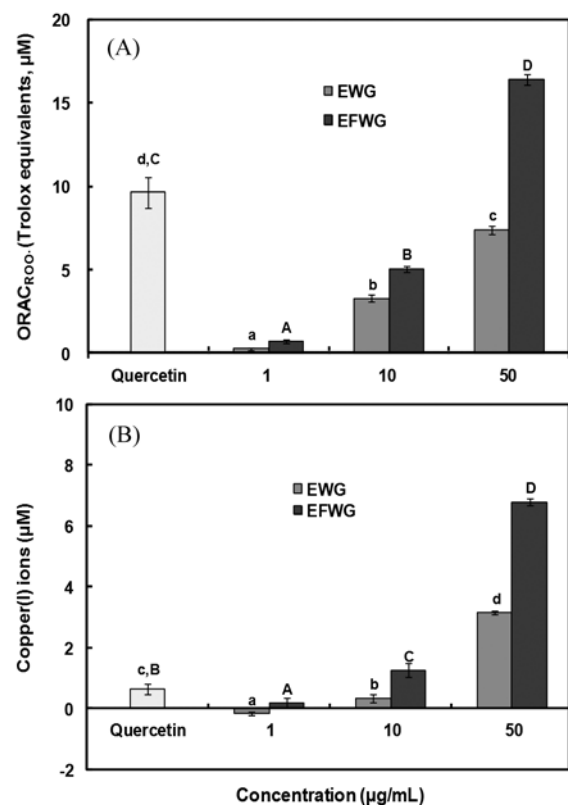 (A)
ORACROO· (Trolox equivalents, µM)
20
15
10
5
0
EWG
EFWG
d,C
a
A
b
B
c
D
Quercetin 1 10 50
(B)
Copper(I) ions (µM)
10
8
6
4
2
0
-2
EWG
EFWG
c,B
a
A
b
C
d
D
Quercetin 1 10 50
Concentration (µg/mL)